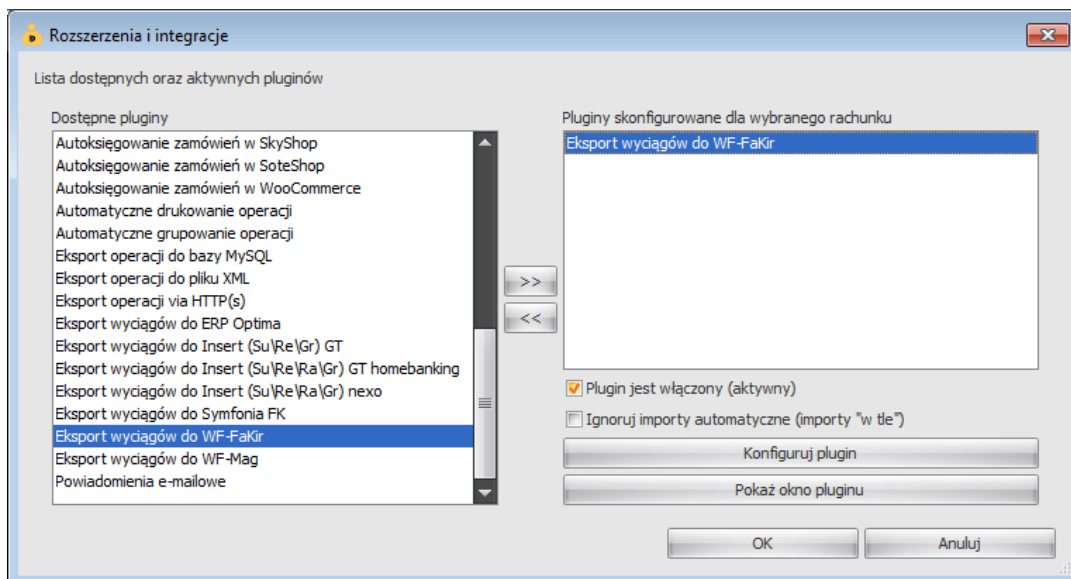 Rozszerzenia i integracje
Lista dostępnych oraz aktywnych pluginów
Dostępne pluginy
Autoksięgowanie zamówień w SkyShop
Autoksięgowanie zamówień w SoteShop
Autoksięgowanie zamówień w WooCommerce
Automatyczne drukowanie operacji
Automatyczne grupowanie operacji
Eksport operacji do bazy MySQL
Eksport operacji do pliku XML
Eksport operacji via HTTP(s)
Eksport wyciągów do ERP Optima
Eksport wyciągów do Insert (Su\Re\Gr) GT
Eksport wyciągów do Insert (Su\Re\Ra\Gr) GT homebanking
Eksport wyciągów do Insert (Su\Re\Ra\Gr) nexo
Eksport wyciągów do Symfonia FK
Eksport wyciągów do WF-FaKir
Eksport wyciągów do WF-Mag
Powiadomienia e-mailowe
>>
<<
Pluginy skonfigurowane dla wybranego rachunku
Eksport wyciągów do WF-FaKir
Plugin jest włączony (aktywny)
Ignoruj importy automatyczne (importy "w tle")
Konfiguruj plugin
Pokaż okno pluginu
OK
Anuluj